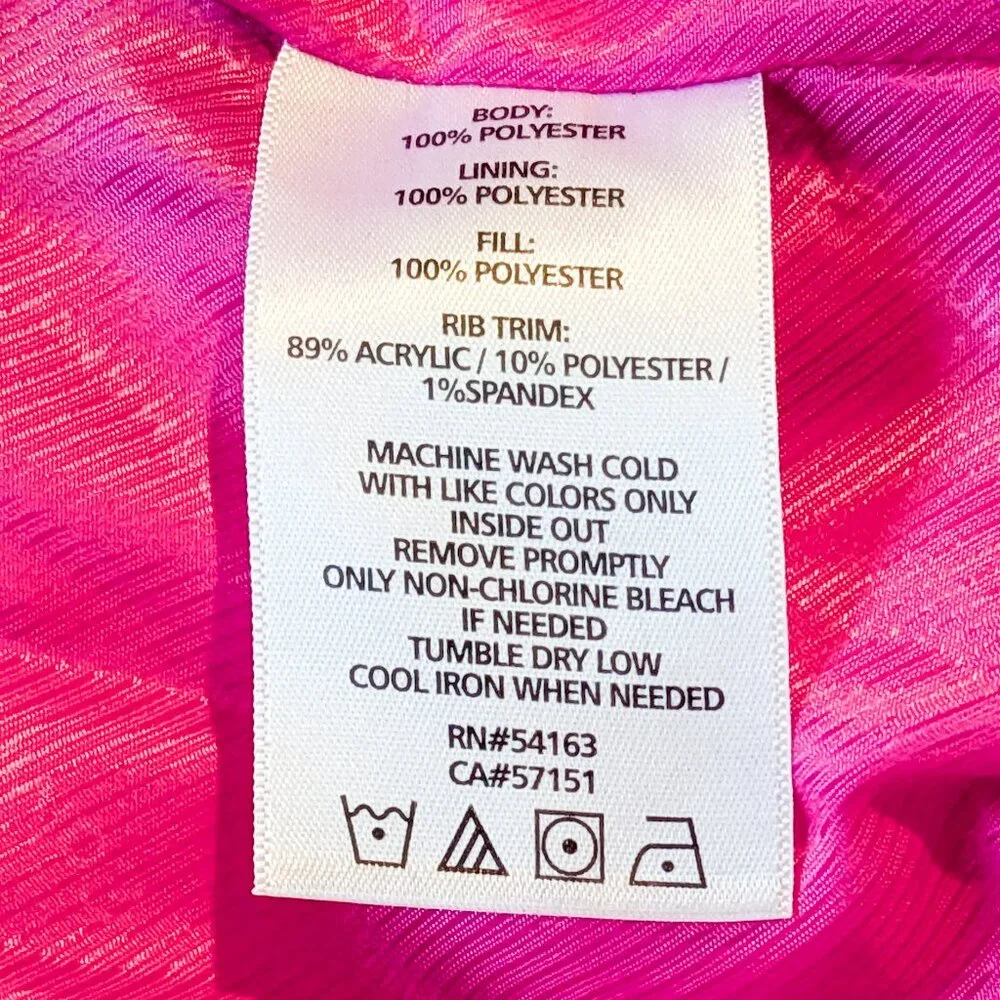 BODY:
100% POLYESTER
LINING:
100% POLYESTER
FILL:
100% POLYESTER
RIB TRIM:
89% ACRYLIC / 10% POLYESTER /
1%SPANDEX
MACHINE WASH COLD
WITH LIKE COLORS ONLY
INSIDE OUT
REMOVE PROMPTLY
ONLY NON-CHLORINE BLEACH
IF NEEDED
TUMBLE DRY LOW
COOL IRON WHEN NEEDED
RN#54163
CA#57151